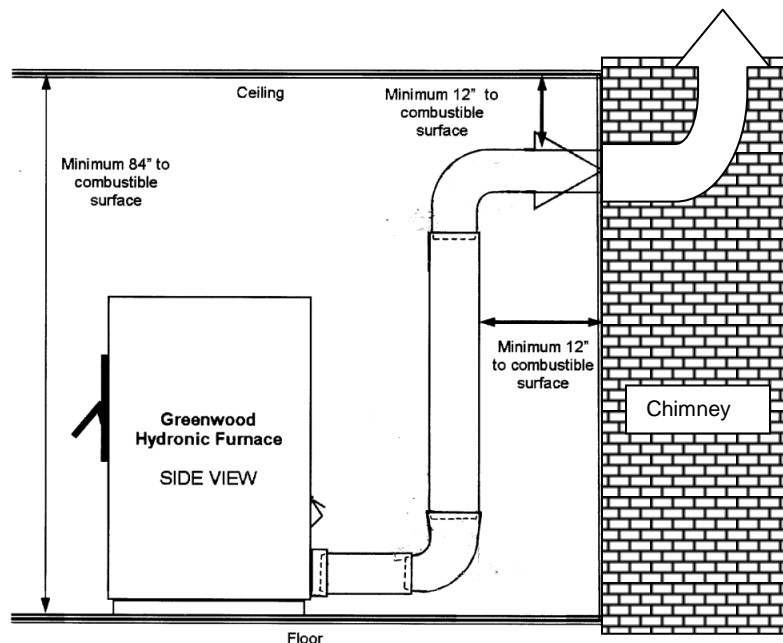 Ceiling
Minimum 12" to
combustible
surface
Minimum 84" to
combustible
surface
Minimum 12"
to combustible
surface
Chimney
Greenwood
Hydronic Furnace
SIDE VIEW
Floor